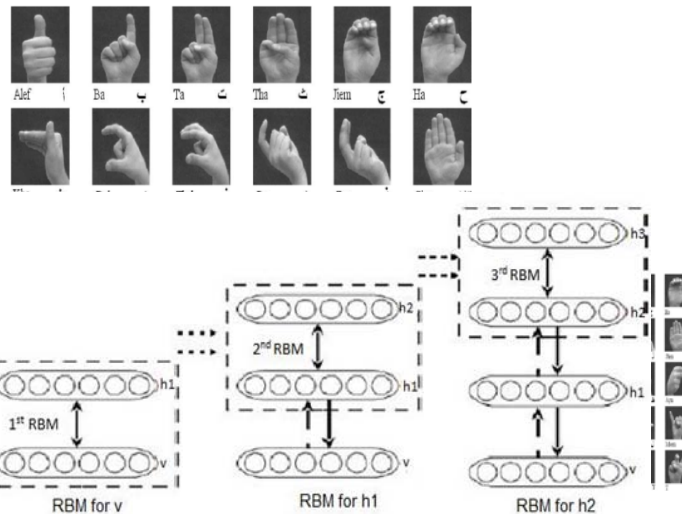 Alef أ Ba ب Ta ت Tha ث Jiem ج Ha ح
h3
3rd RBM
h2
h2
2nd RBM
h1
h1
h1
1st RBM
v
v
v
RBM for v
RBM for h1
RBM for h2